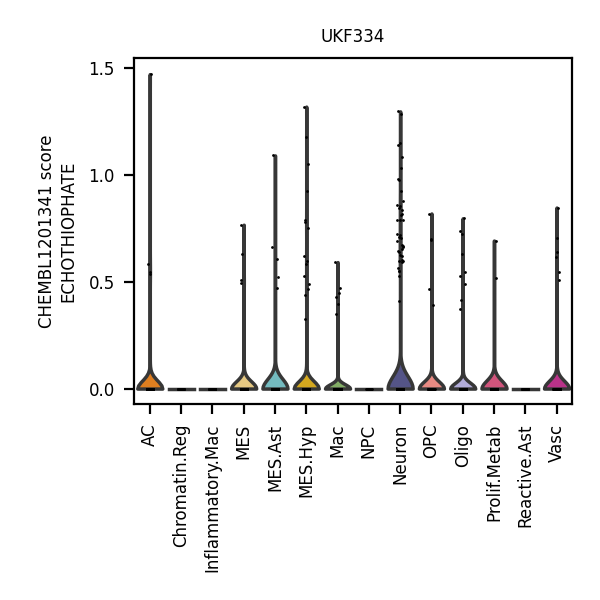 UKF334
CHEMBL1201341 score
ECHOTHIOPHATE
1.5
1.0
0.5
0.0
AC
Chromatin.Reg
Inflammatory.Mac
MES
MES.Ast
MES.Hyp
Mac
NPC
Neuron
OPC
Oligo
Prolif.Metab
Reactive.Ast
Vasc